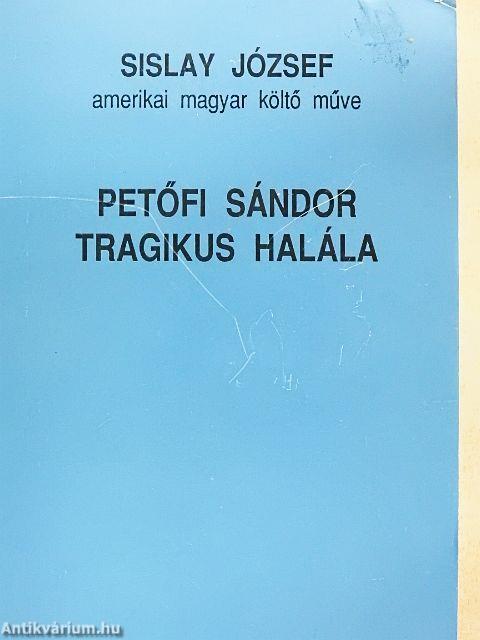 SISLAY JÓZSEF
amerikai magyar költő műve
PETŐFI SÁNDOR
TRAGIKUS HALÁLA
Antikvárium.hu